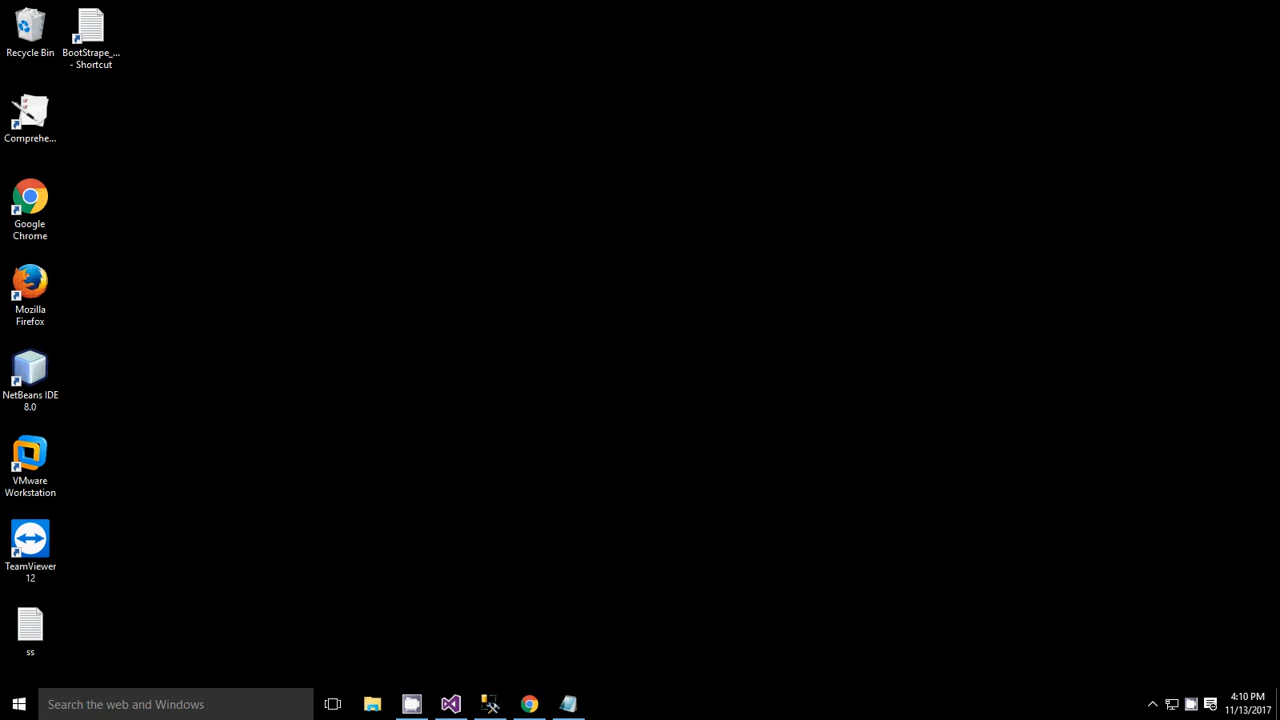 Recycle Bin
BootStrape_...
- Shortcut
Comprehe...
Google
Chrome
Mozilla
Firefox
NetBeans IDE
8.0
VMware
Workstation
TeamViewer
12
ss
Search the web and Windows
4:10 PM
11/13/2017